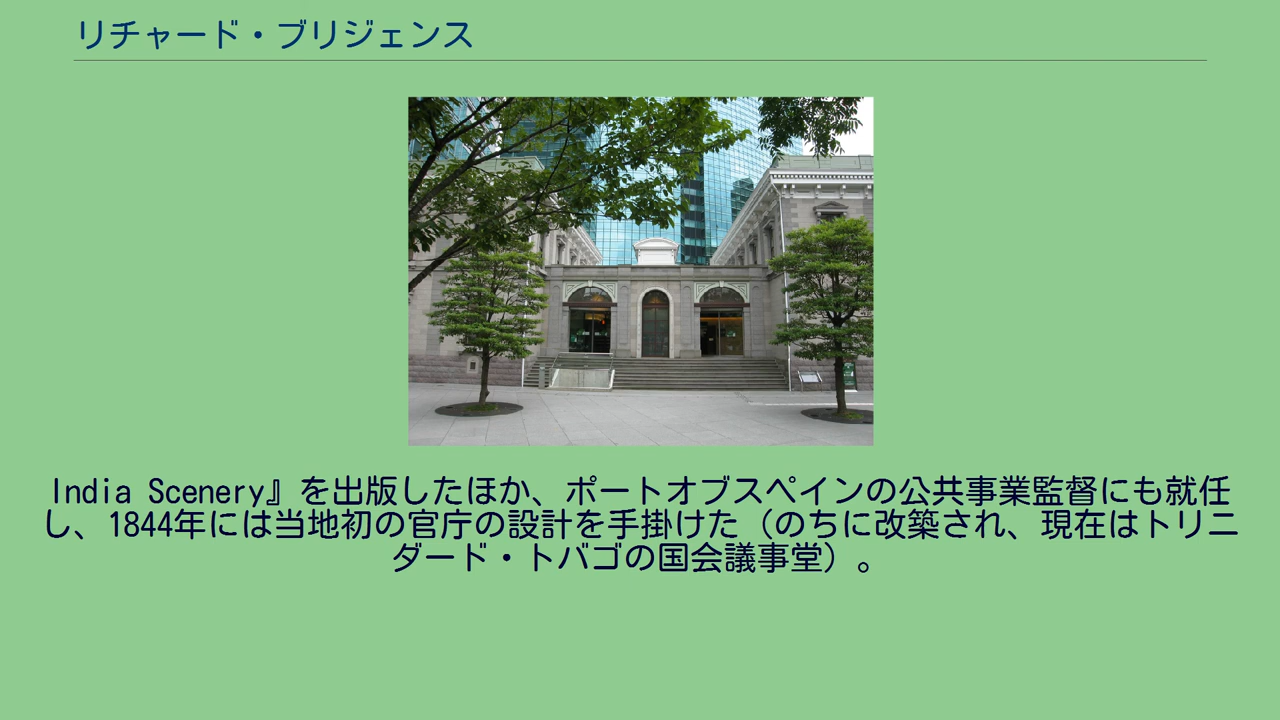 リチャード・ブリジェンス
India Scenery』を出版したほか、ポートオブスペインの公共事業監督にも就任
し、1844年には当地初の官庁の設計を手掛けた（のちに改築され、現在はトリニ
ダード・トバゴの国会議事堂）。